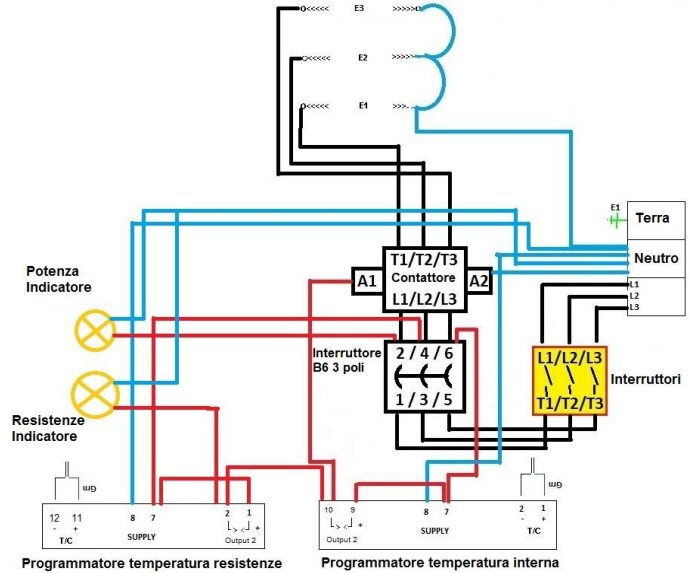 E3
E2
E1
E1
Terra
Neutro
L1
L2
L3
T1/T2/T3
A1
Contattore
A2
L1/L2/L3
Potenza
Indicatore
Interruttore
B6 3 poli
2 / 4 / 6
1 / 3 / 5
L1/L2/L3
T1/T2/T3
Interruttori
Resistenze
Indicatore
Grn
12 11 8 7 2 1
- + - +
T/C SUPPLY Output 2
Programmatore temperatura resistenze
10 9 8 7 2 1
- + - +
Output 2 SUPPLY T/C
Grn
Programmatore temperatura interna